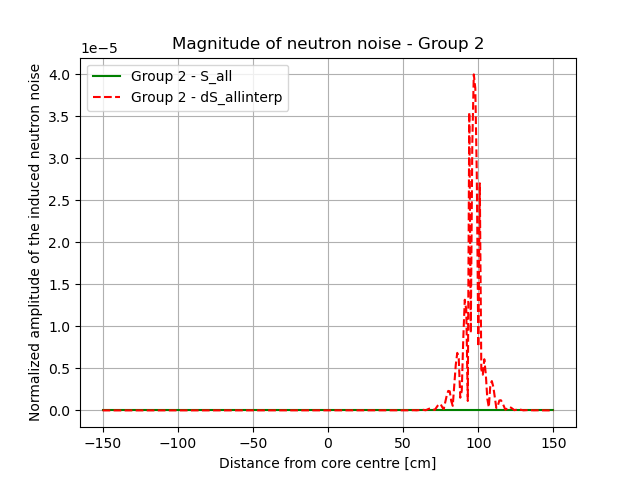 Magnitude of neutron noise - Group 2
1e−5
Group 2 - S_all
Group 2 - dS_allinterp
Normalized amplitude of the induced neutron noise
4.0
3.5
3.0
2.5
2.0
1.5
1.0
0.5
0.0
−150 −100 −50 0 50 100 150
Distance from core centre [cm]